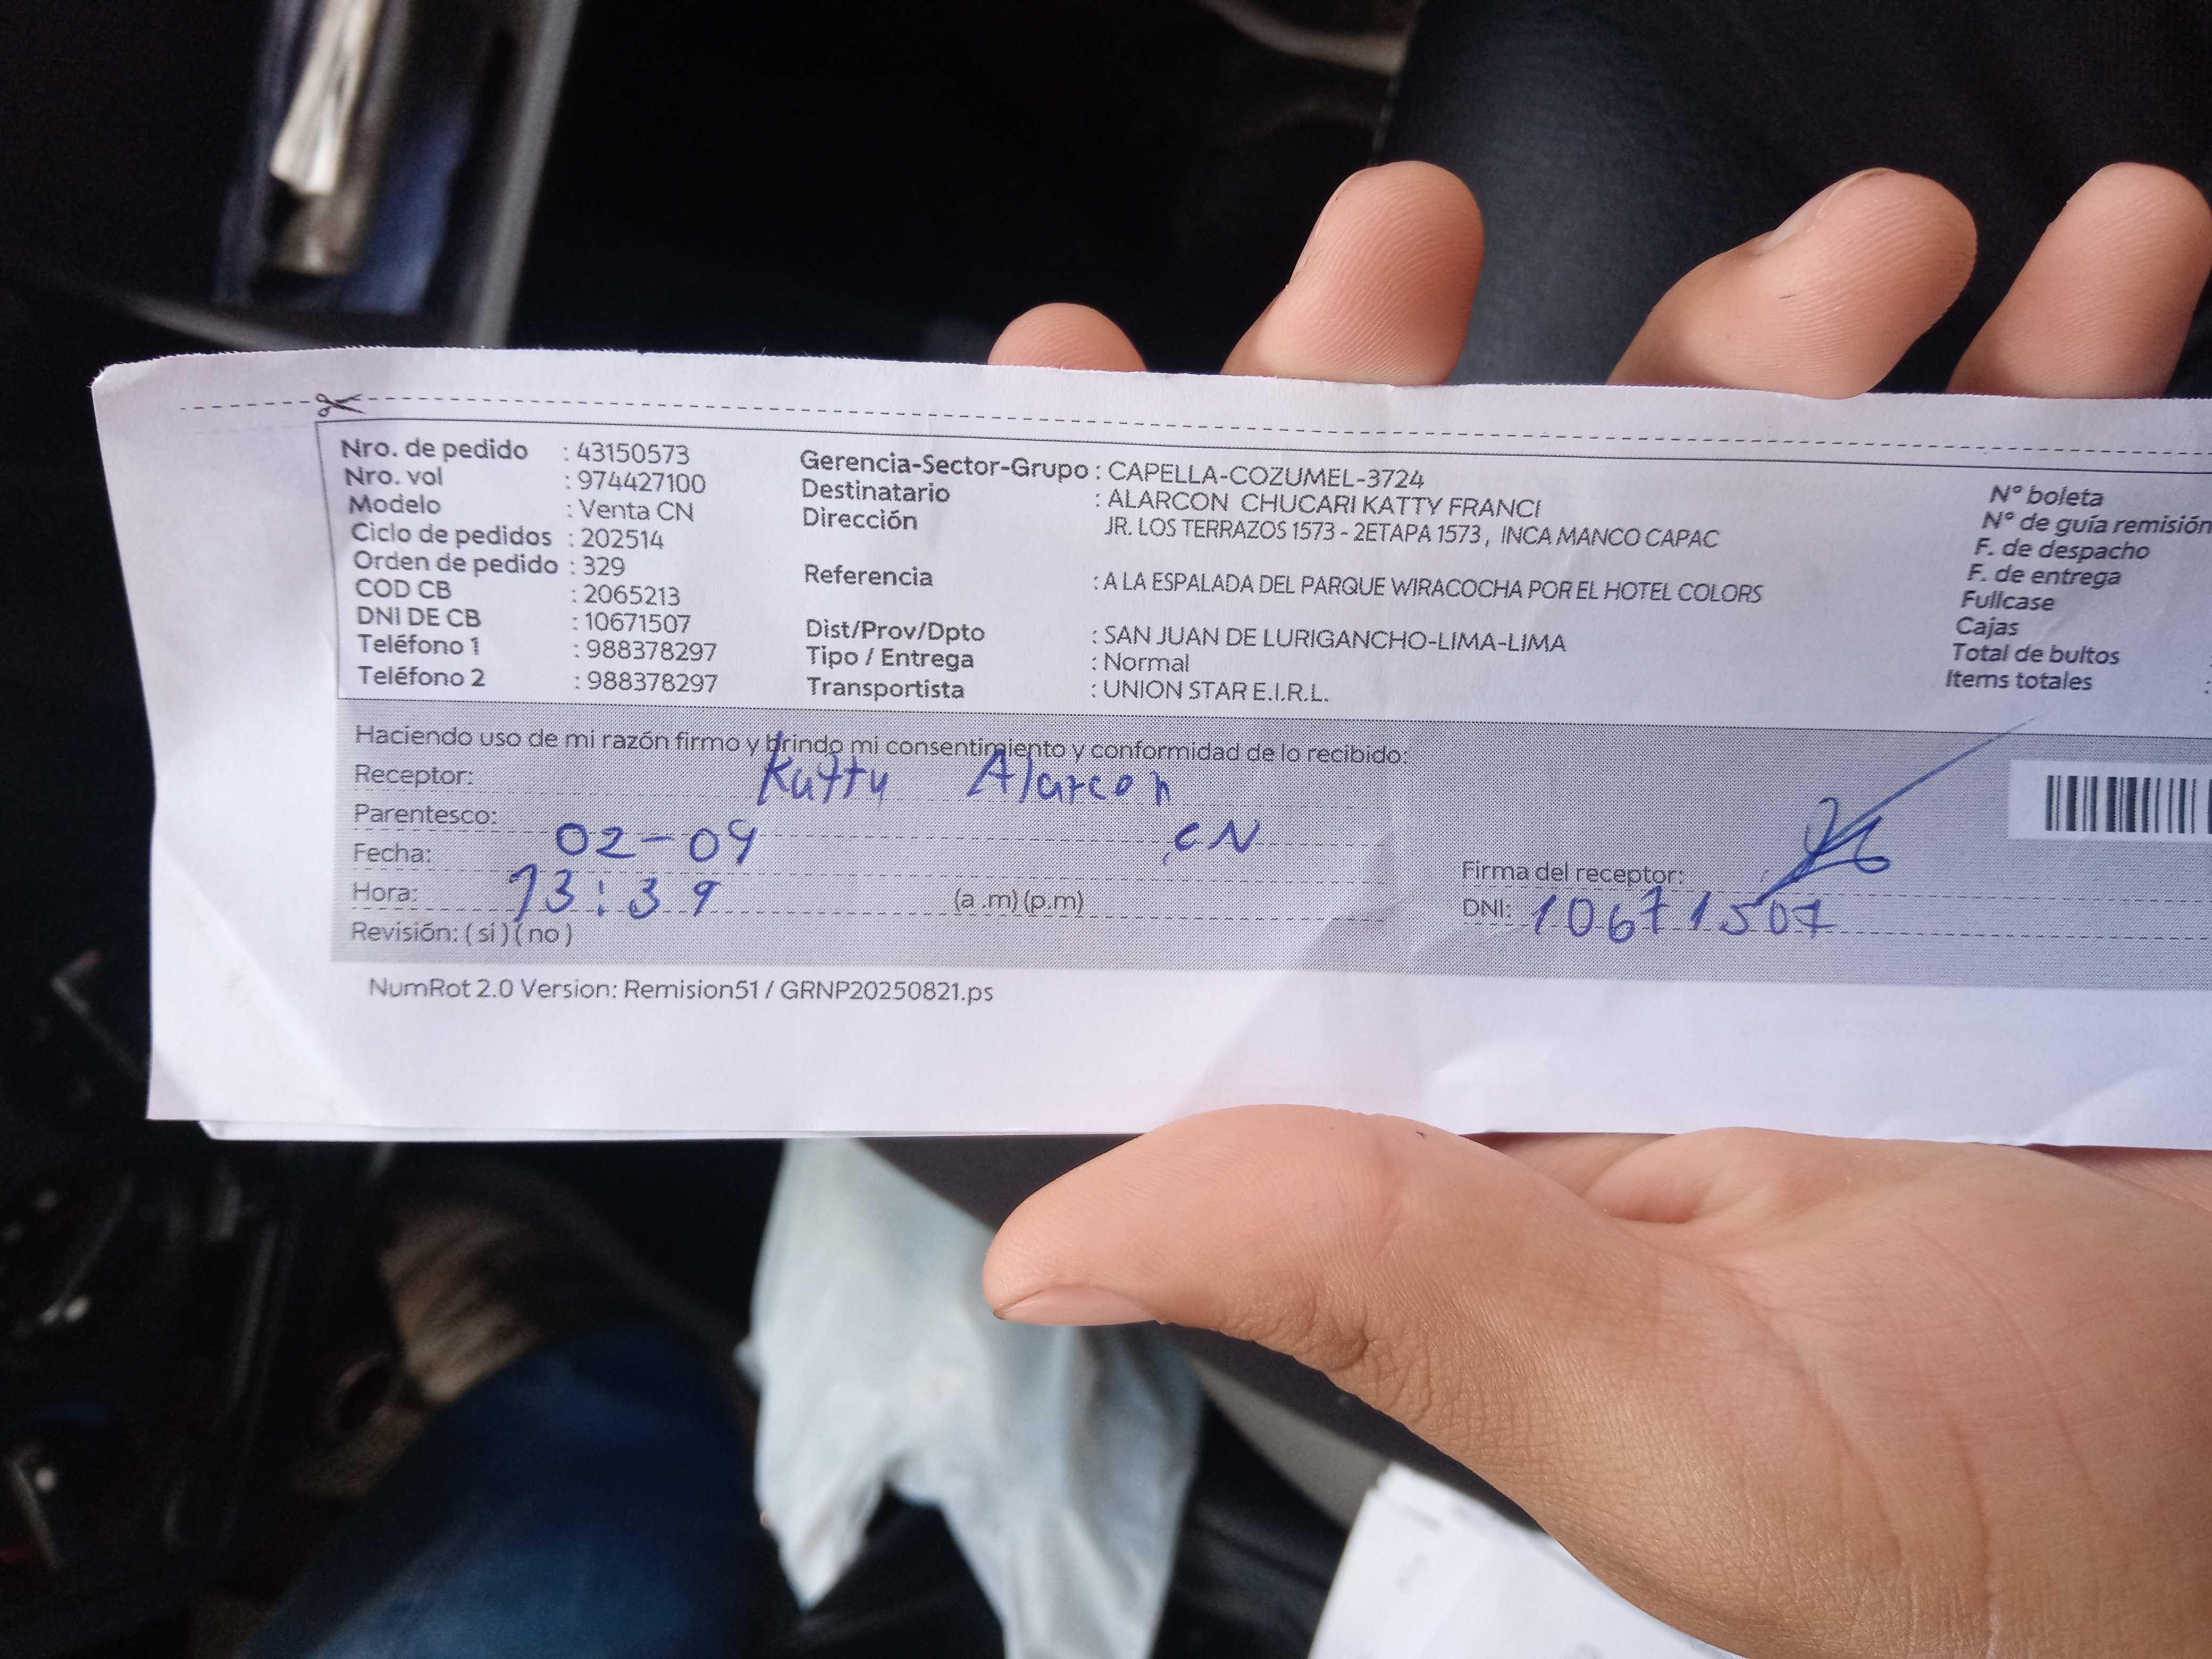 Nro. de pedido : 43150573
Nro. vol : 974427100
Modelo : Venta CN
Ciclo de pedidos : 202514
Orden de pedido : 329
COD CB : 2065213
DNI DE CB : 10671507
Teléfono 1 : 988378297
Teléfono 2 : 988378297
Gerencia-Sector-Grupo : CAPELLA-COZUMEL-3724
Destinatario : ALARCON CHUCARI KATTY FRANCI
Dirección JR. LOS TERRAZOS 1573 - 2ETAPA 1573, INCA MANCO CAPAC
Referencia : A LA ESPALADA DEL PARQUE WIRACOCHA POR EL HOTEL COLORS
Dist/Prov/Dpto : SAN JUAN DE LURIGANCHO-LIMA-LIMA
Tipo / Entrega : Normal
Transportista : UNION STAR E.I.R.L.
N° boleta
N° de guía remisión
F. de despacho
F. de entrega
Fullcase
Cajas
Total de bultos
Items totales :
Haciendo uso de mi razón firmo y brindo mi consentimiento y conformidad de lo recibido:
Receptor: Katty Alarcon
Parentesco: CN
Fecha: 02-09
Hora: 13:39 (a .m) (p.m)
Revisión: ( si ) ( no )
Firma del receptor:
DNI: 10671507
NumRot 2.0 Version: Remision51 / GRNP20250821.ps